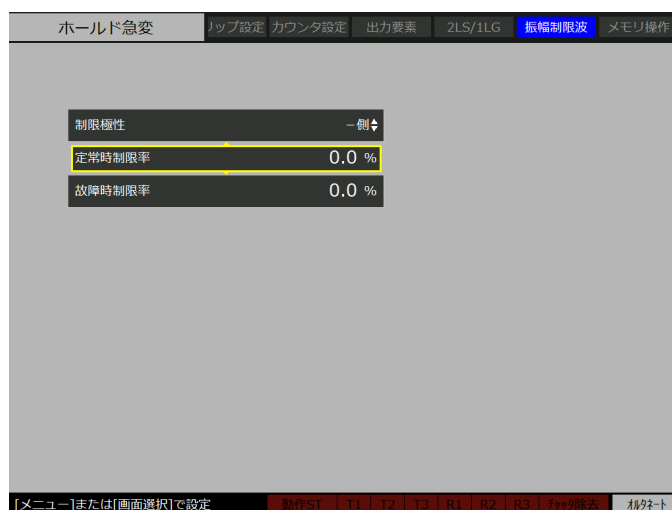 ホールド急変 リップ設定 カウンタ設定 出力要素 2LS/1LG 振幅制限波 メモリ操作
制限極性 －側
定常時制限率 0.0 %
故障時制限率 0.0 %
[メニュー]または[画面選択]で設定 動作ST T1 T2 T3 R1 R2 R3 ﾁｬｯﾀ除去 ｵﾙﾀﾈｰﾄ